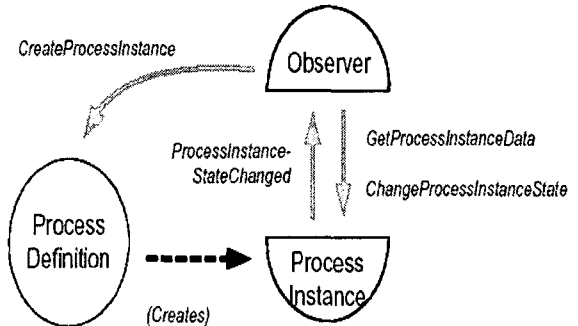 CreateProcessInstance
Observer
ProcessInstance-
StateChanged
GetProcessInstanceData
ChangeProcessInstanceState
Process
Definition
Process
Instance
(Creates)